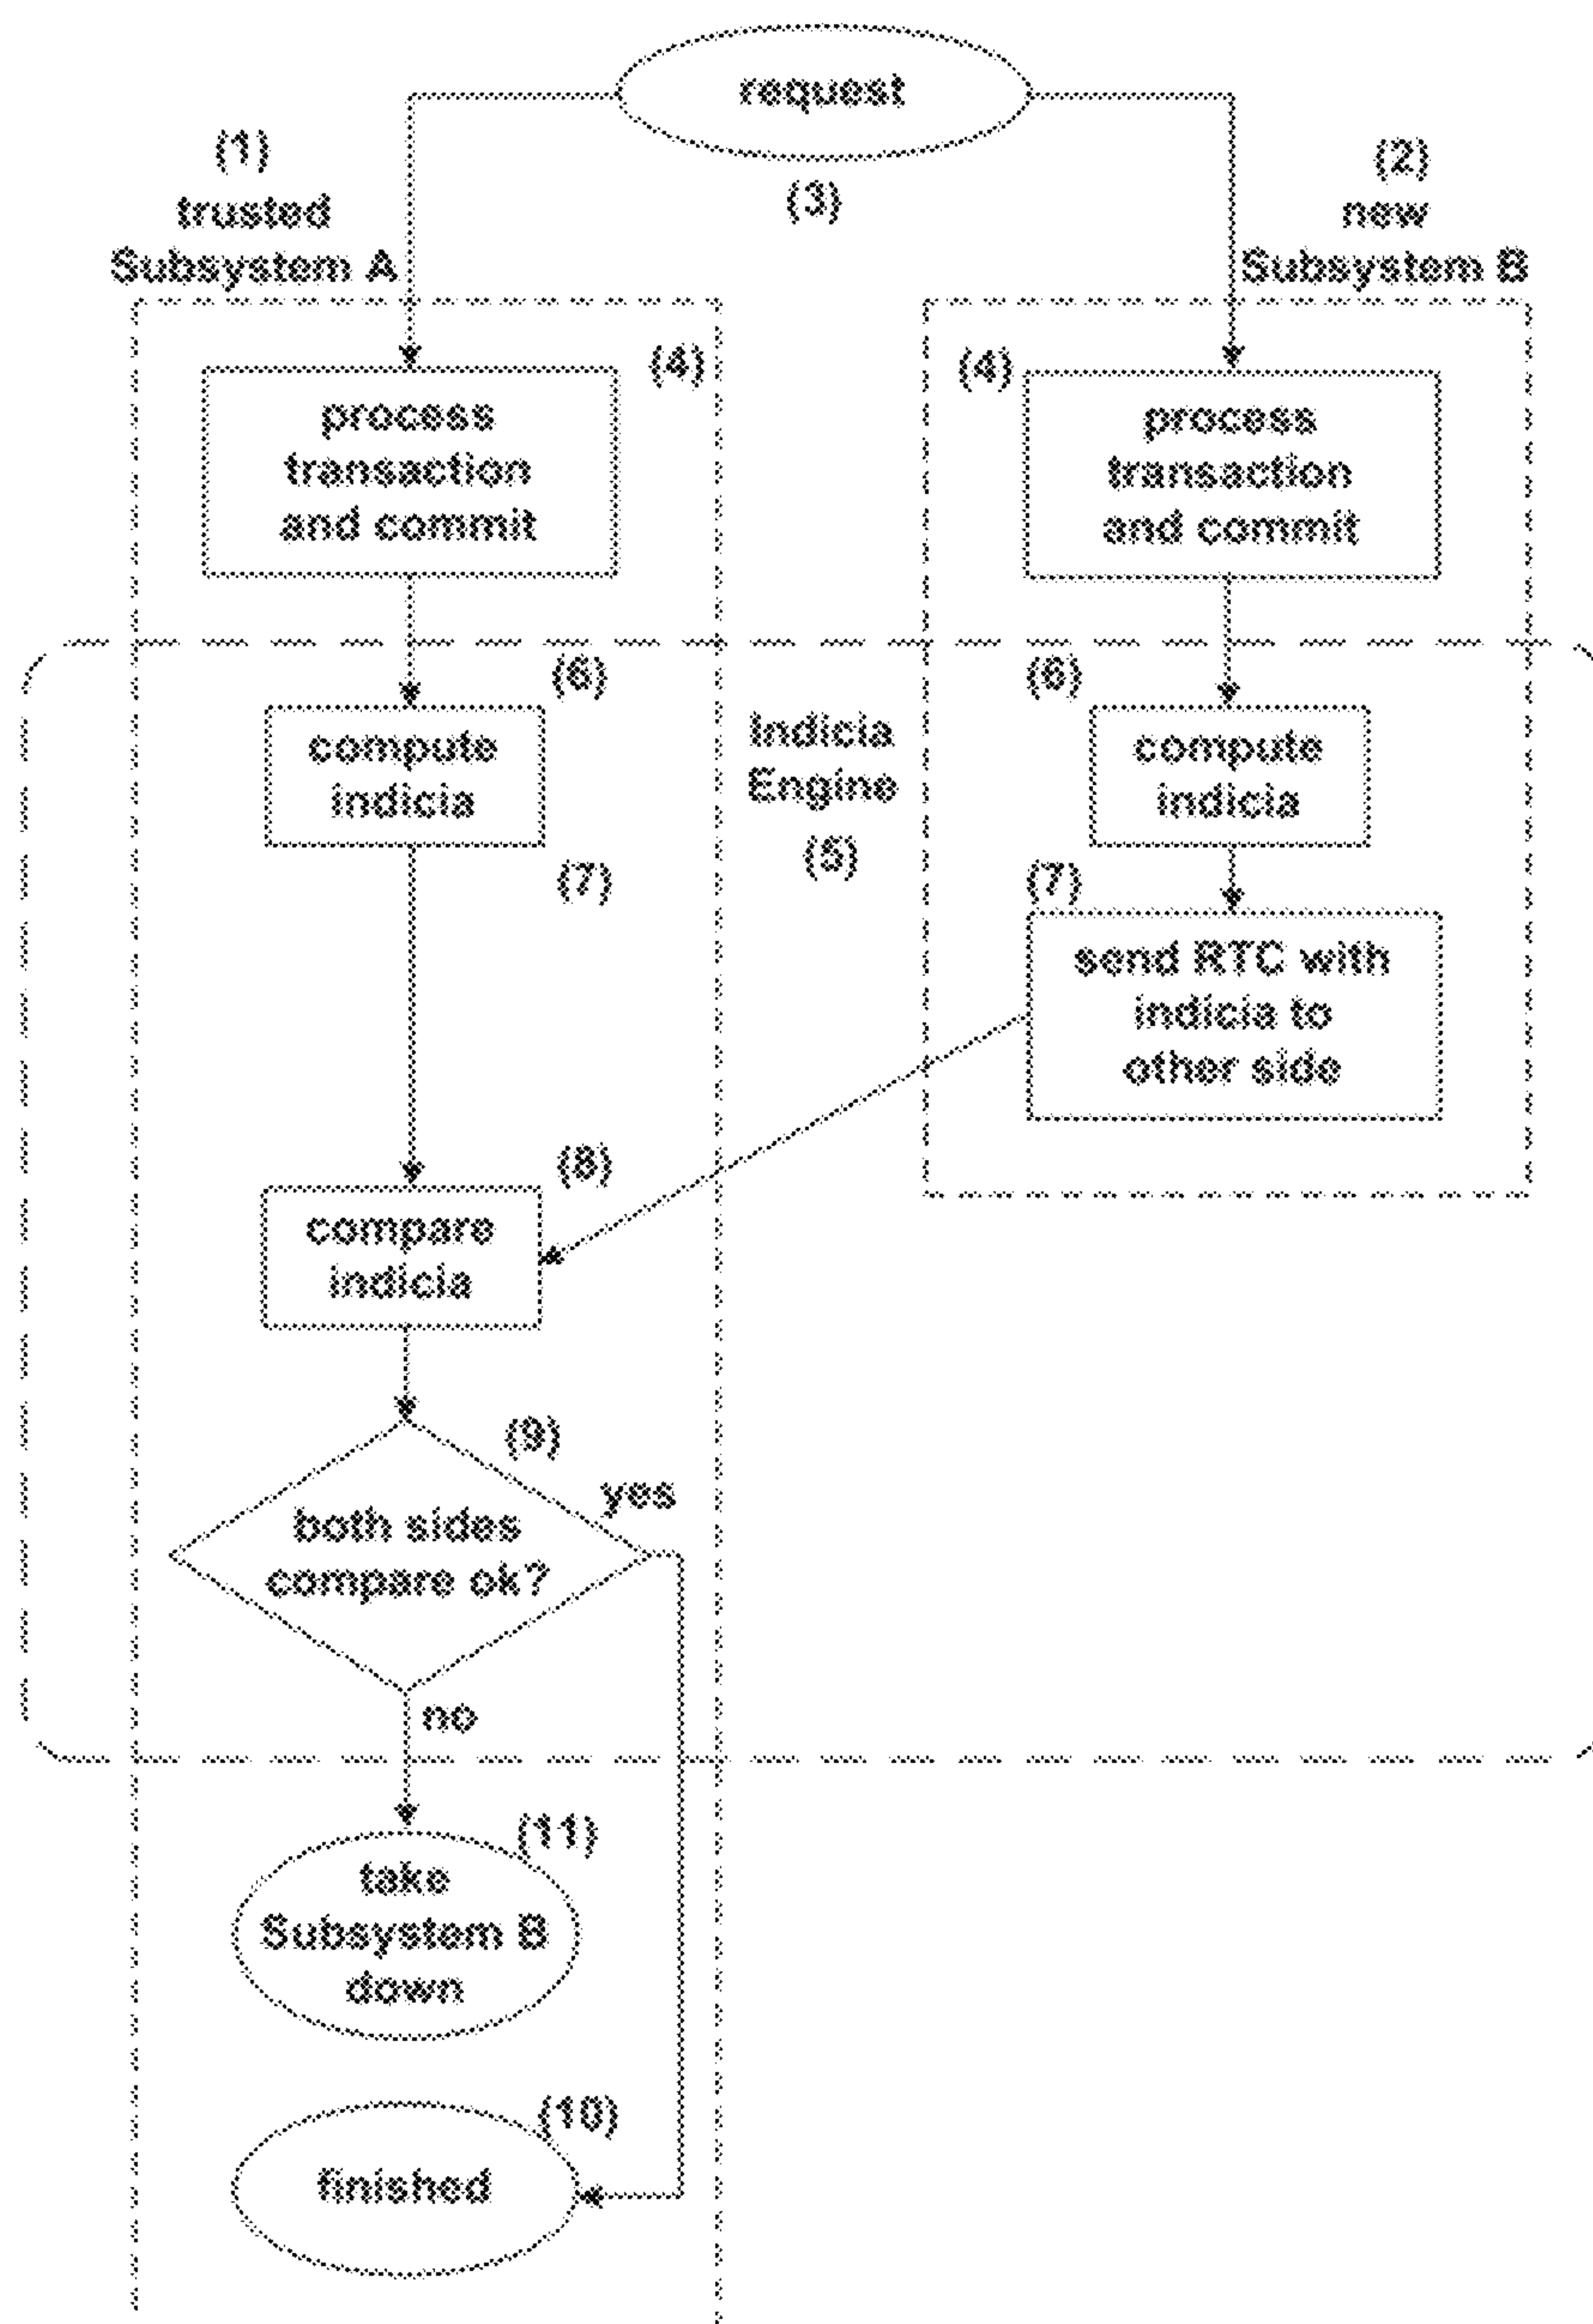 request
(3)
(1)
trusted
Subsystem A
(2)
new
Subsystem B
(4)
process
transaction
and commit
(4)
process
transaction
and commit
(6)
compute
indicia
(7)
Indicia
Engine
(5)
(6)
compute
indicia
(7)
send RTC with
indicia to
other side
(8)
compare
indicia
(9)
yes
both sides
compare ok?
no
(11)
take
Subsystem B
down
(10)
finished